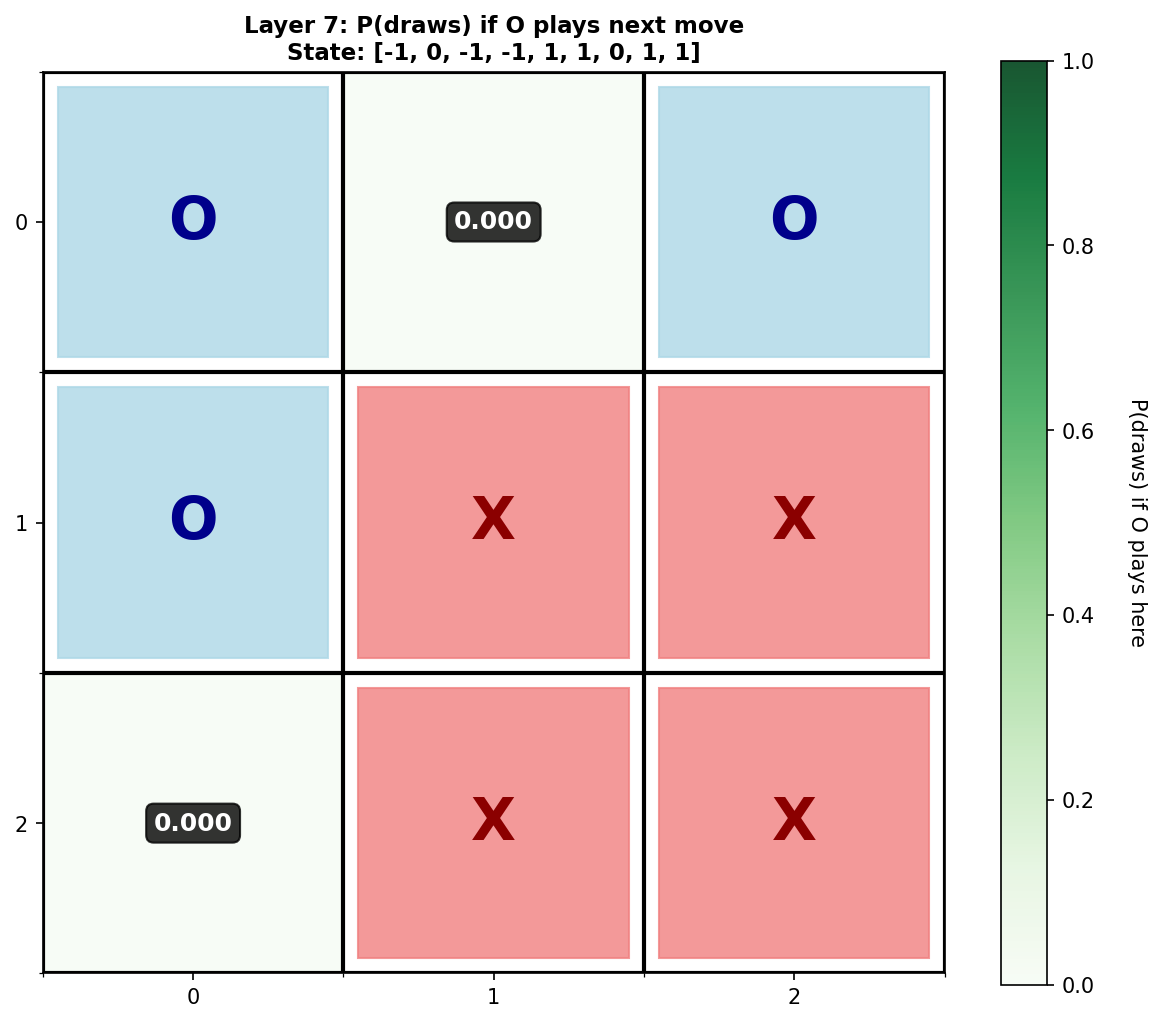 Layer 7: P(draws) if O plays next move
State: [-1, 0, -1, -1, 1, 1, 0, 1, 1]
0
O
0.000
O
1
O
X
X
2
0.000
X
X
0
1
2
1.0
0.8
0.6
0.4
0.2
0.0
P(draws) if O plays here